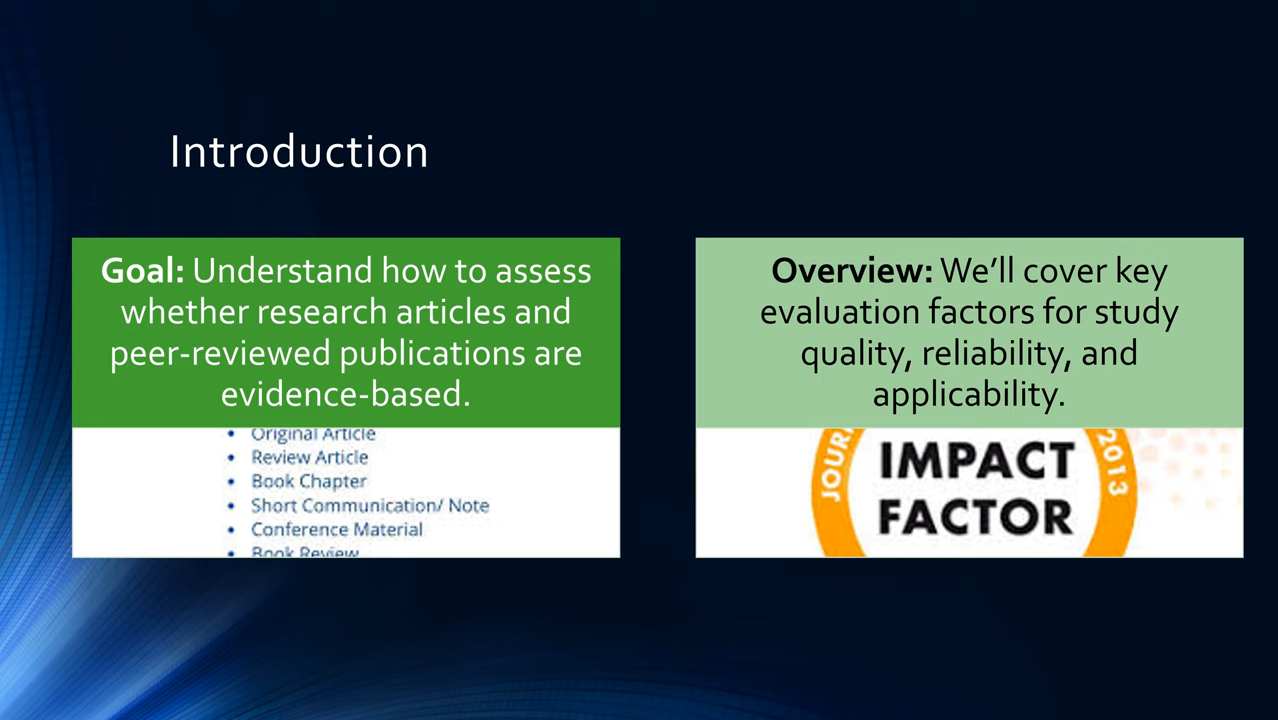 Introduction
Goal: Understand how to assess
whether research articles and
peer-reviewed publications are
evidence-based.
• Original Article
• Review Article
• Book Chapter
• Short Communication/ Note
• Conference Material
• Book Review
Overview: We’ll cover key
evaluation factors for study
quality, reliability, and
applicability.
IMPACT
FACTOR
2013